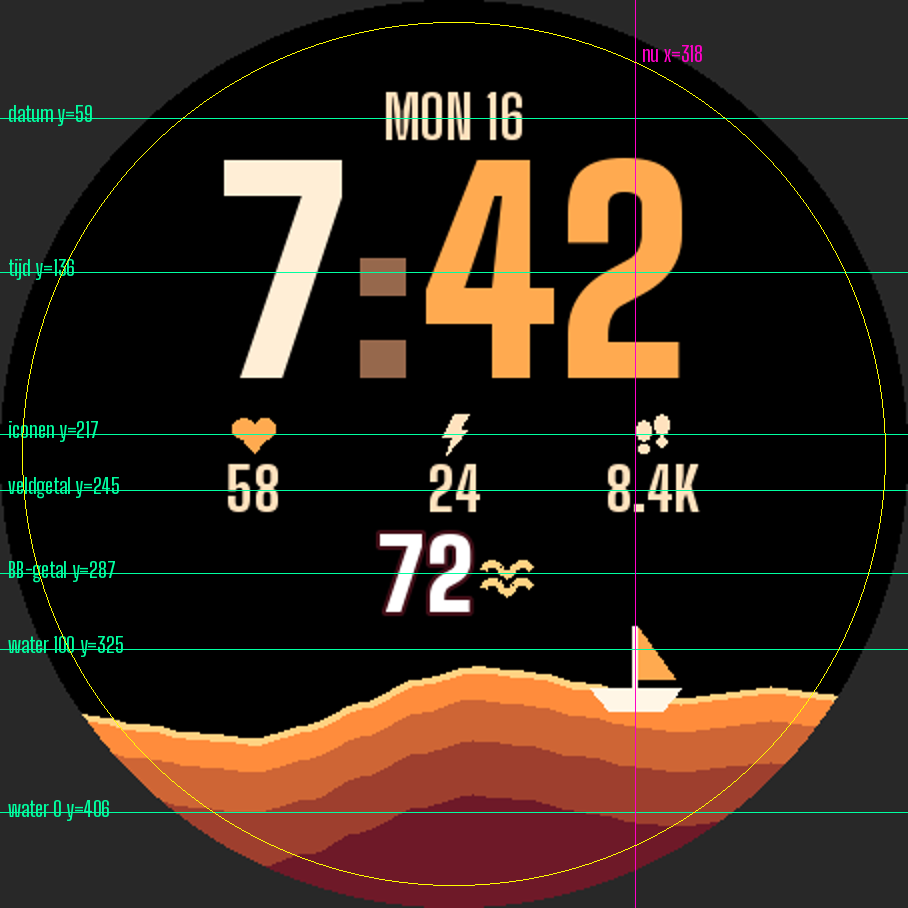 nu x=318
datum y=59
MON 16
7:42
tijd y=136
iconen y=217
58 24 8.4K
veldgetal y=245
72
BB-getal y=287
water 100 y=325
water 0 y=406